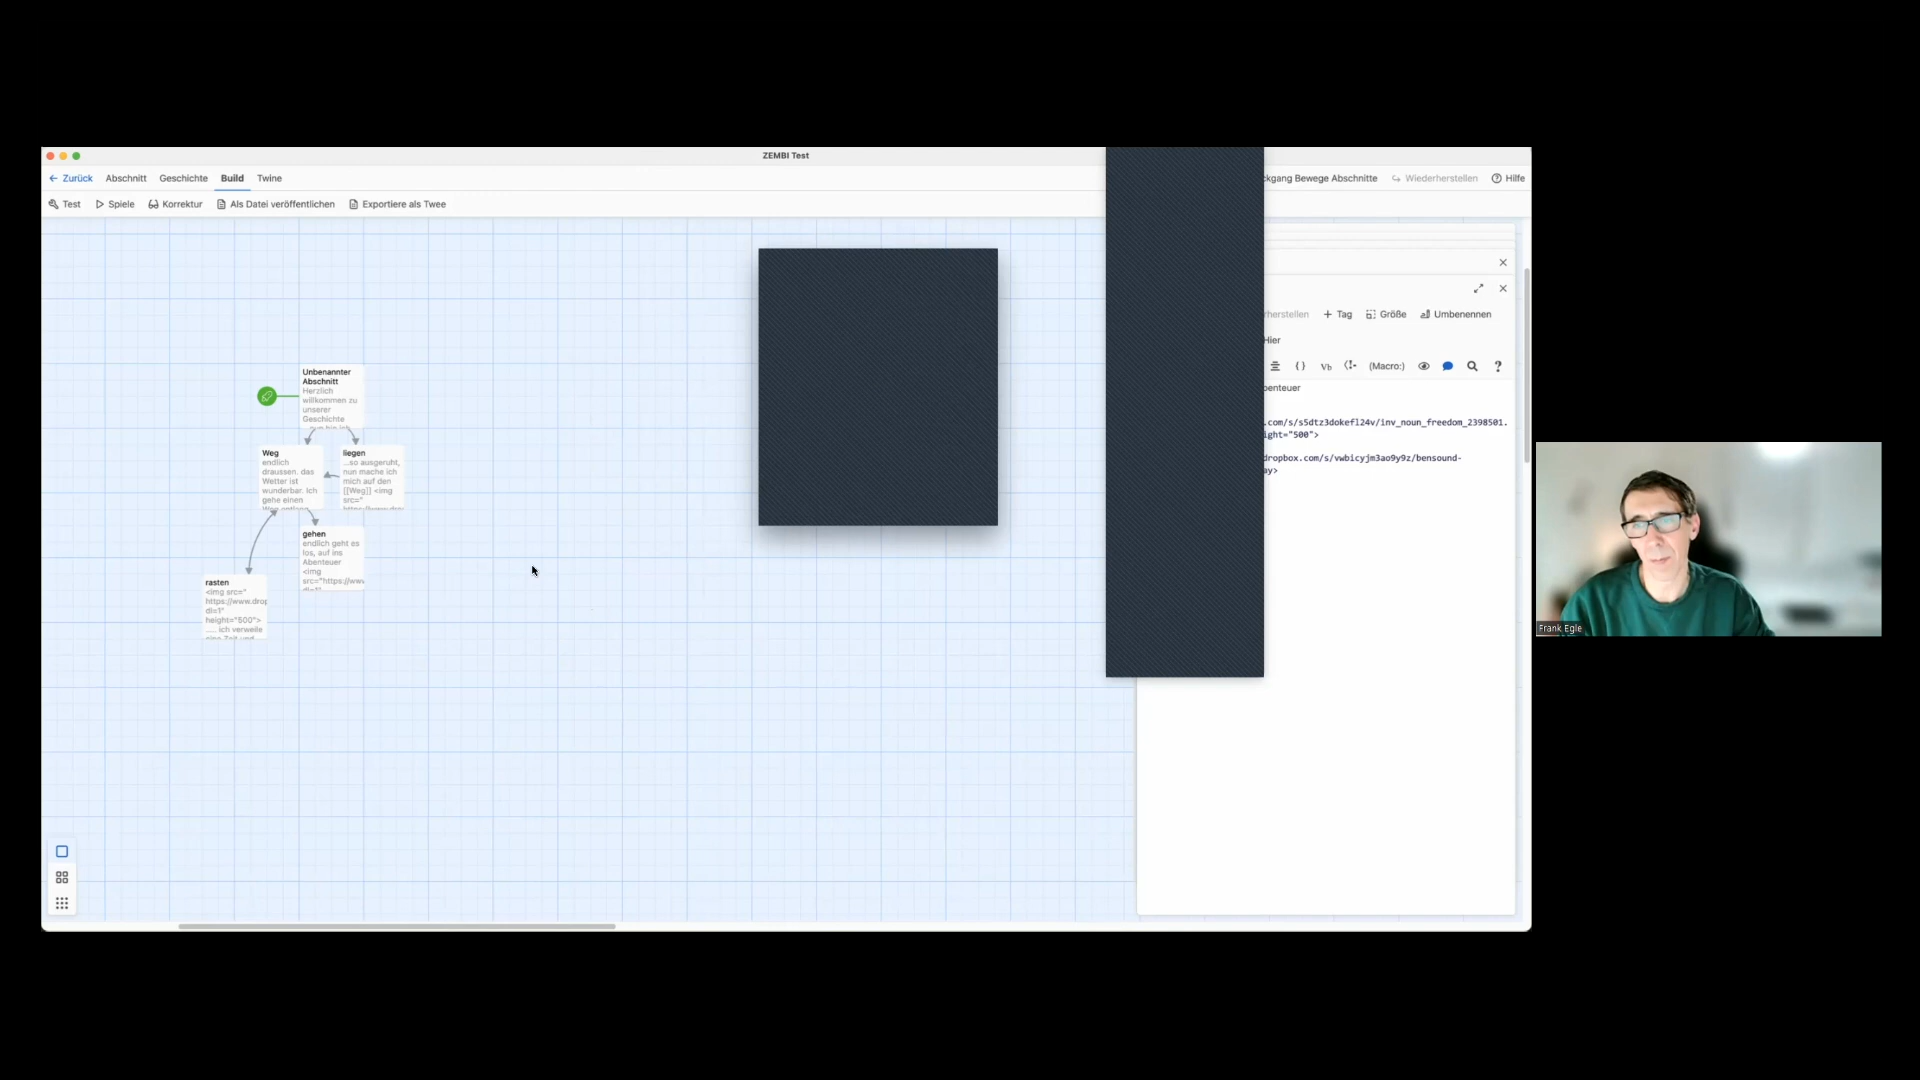 ZEMBI Test
Zurück Abschnitt Geschichte Build Twine
ckgang Bewege Abschnitte Wiederherstellen Hilfe
Test Spiele Korrektur Als Datei veröffentlichen Exportiere als Twee
herstellen + Tag Größe Umbenennen
Hier
(Macro:)
benteuer
.com/s/s5dtz3dokefl24v/inv_noun_freedom_2398501.
ight="500">
dropbox.com/s/vwbicyjm3ao9y9z/bensound-
ay>
Unbenannter
Abschnitt
Herzlich
willkommen zu
unserer
Geschichte
Weg
endlich
draussen. das
Wetter ist
wunderbar. Ich
gehe einen
liegen
...so ausgeruht,
nun mache ich
mich auf den
[[Weg]] <img
src="
gehen
endlich geht es
los, auf ins
Abenteuer
<img
src="https://ww
rasten
<img src="
https://www.drop
dl=1"
height="500">
.... ich verweile
Frank Egle